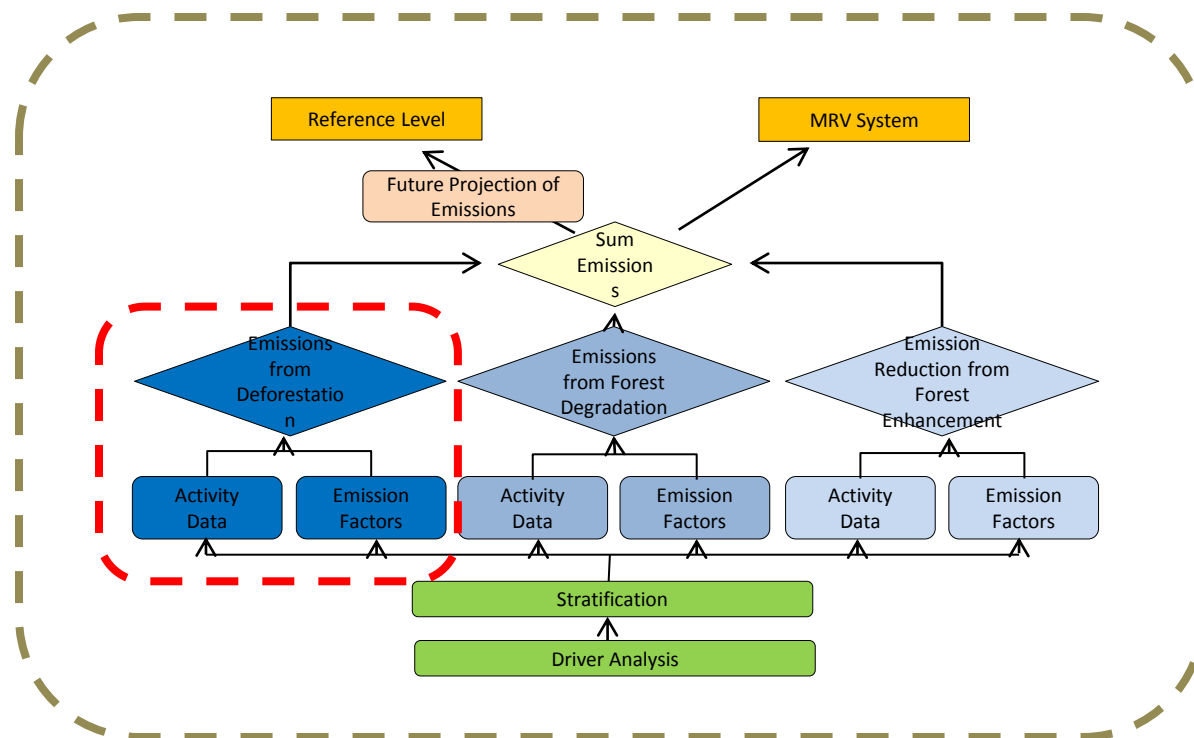 Reference Level
MRV System
Future Projection of
Emissions
Sum
Emission
s
Emissions
from
Deforestatio
n
Emissions
from Forest
Degradation
Emission
Reduction from
Forest
Enhancement
Activity
Data
Emission
Factors
Activity
Data
Emission
Factors
Activity
Data
Emission
Factors
Stratification
Driver Analysis